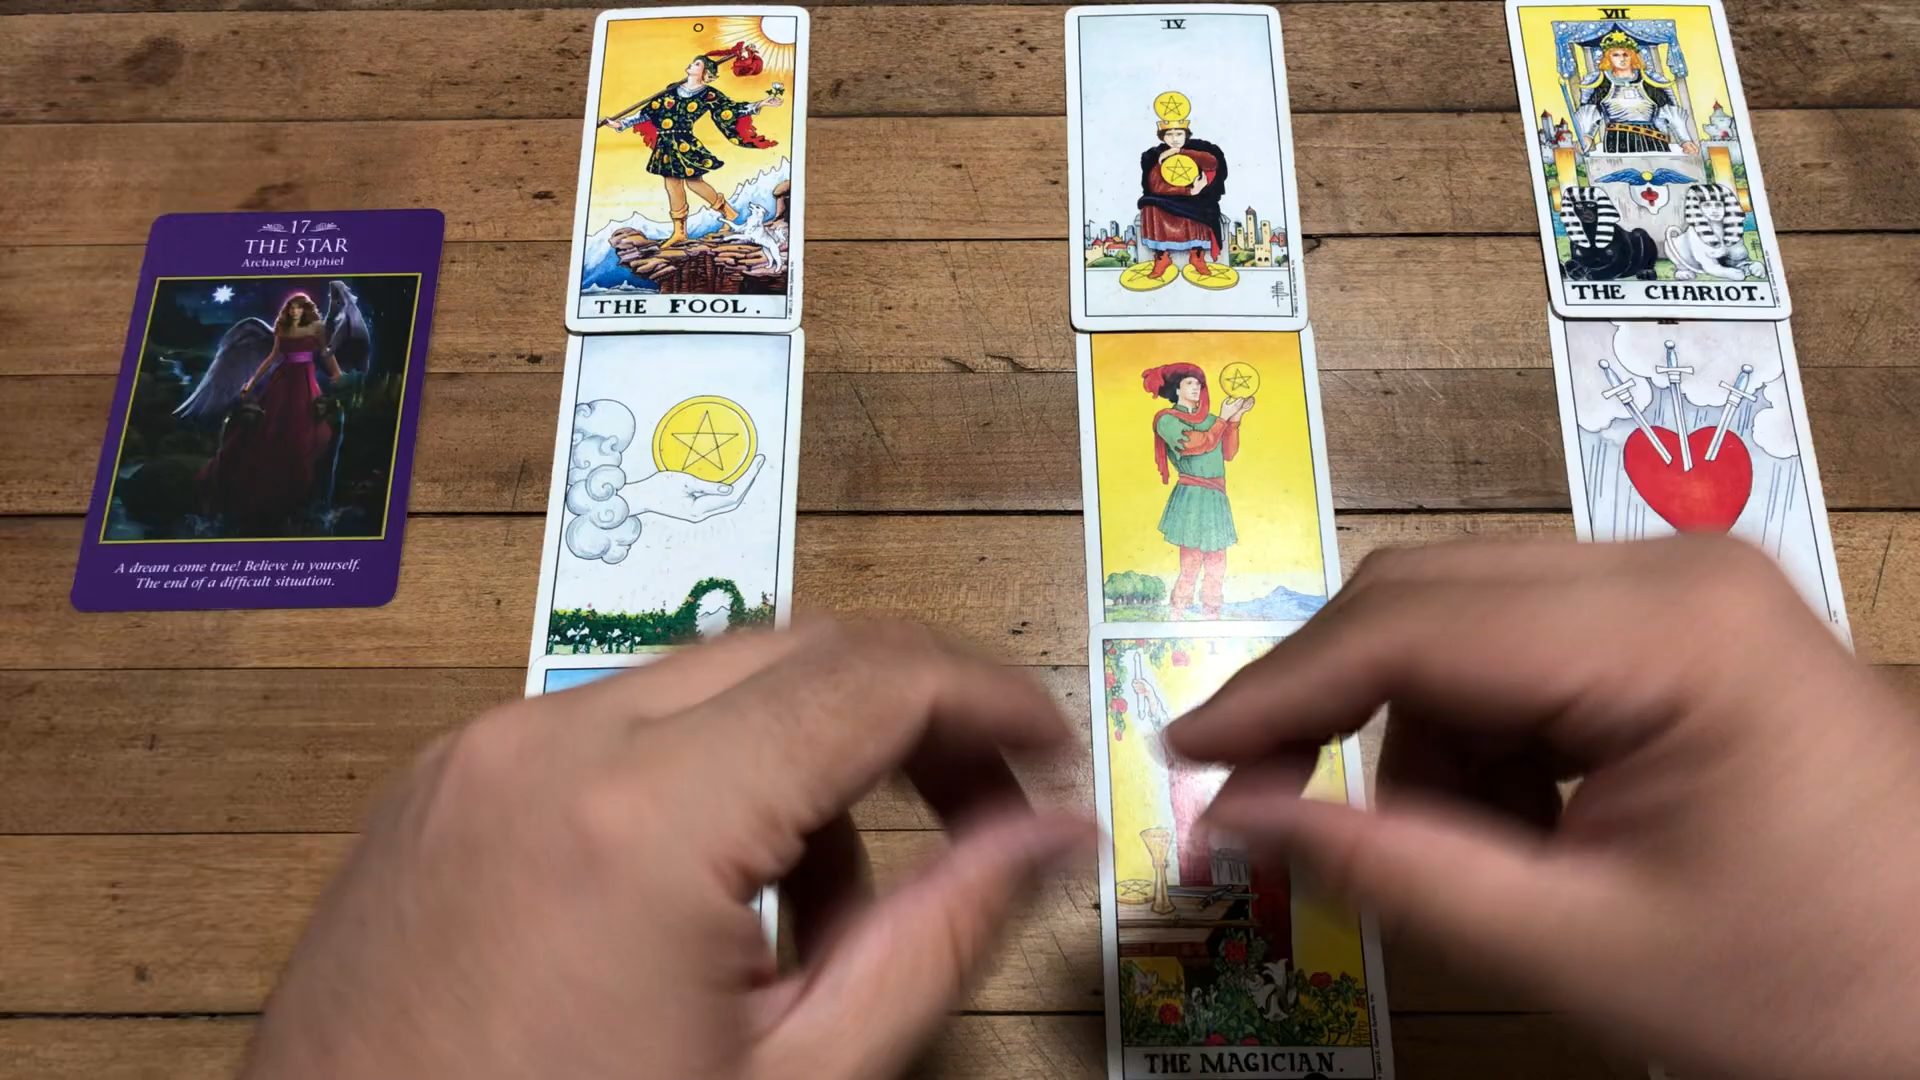 17
THE STAR
Archangel Jophiel
A dream come true! Believe in yourself.
The end of a difficult situation.
0
THE FOOL.
IV
VII
THE CHARIOT.
I
THE MAGICIAN.